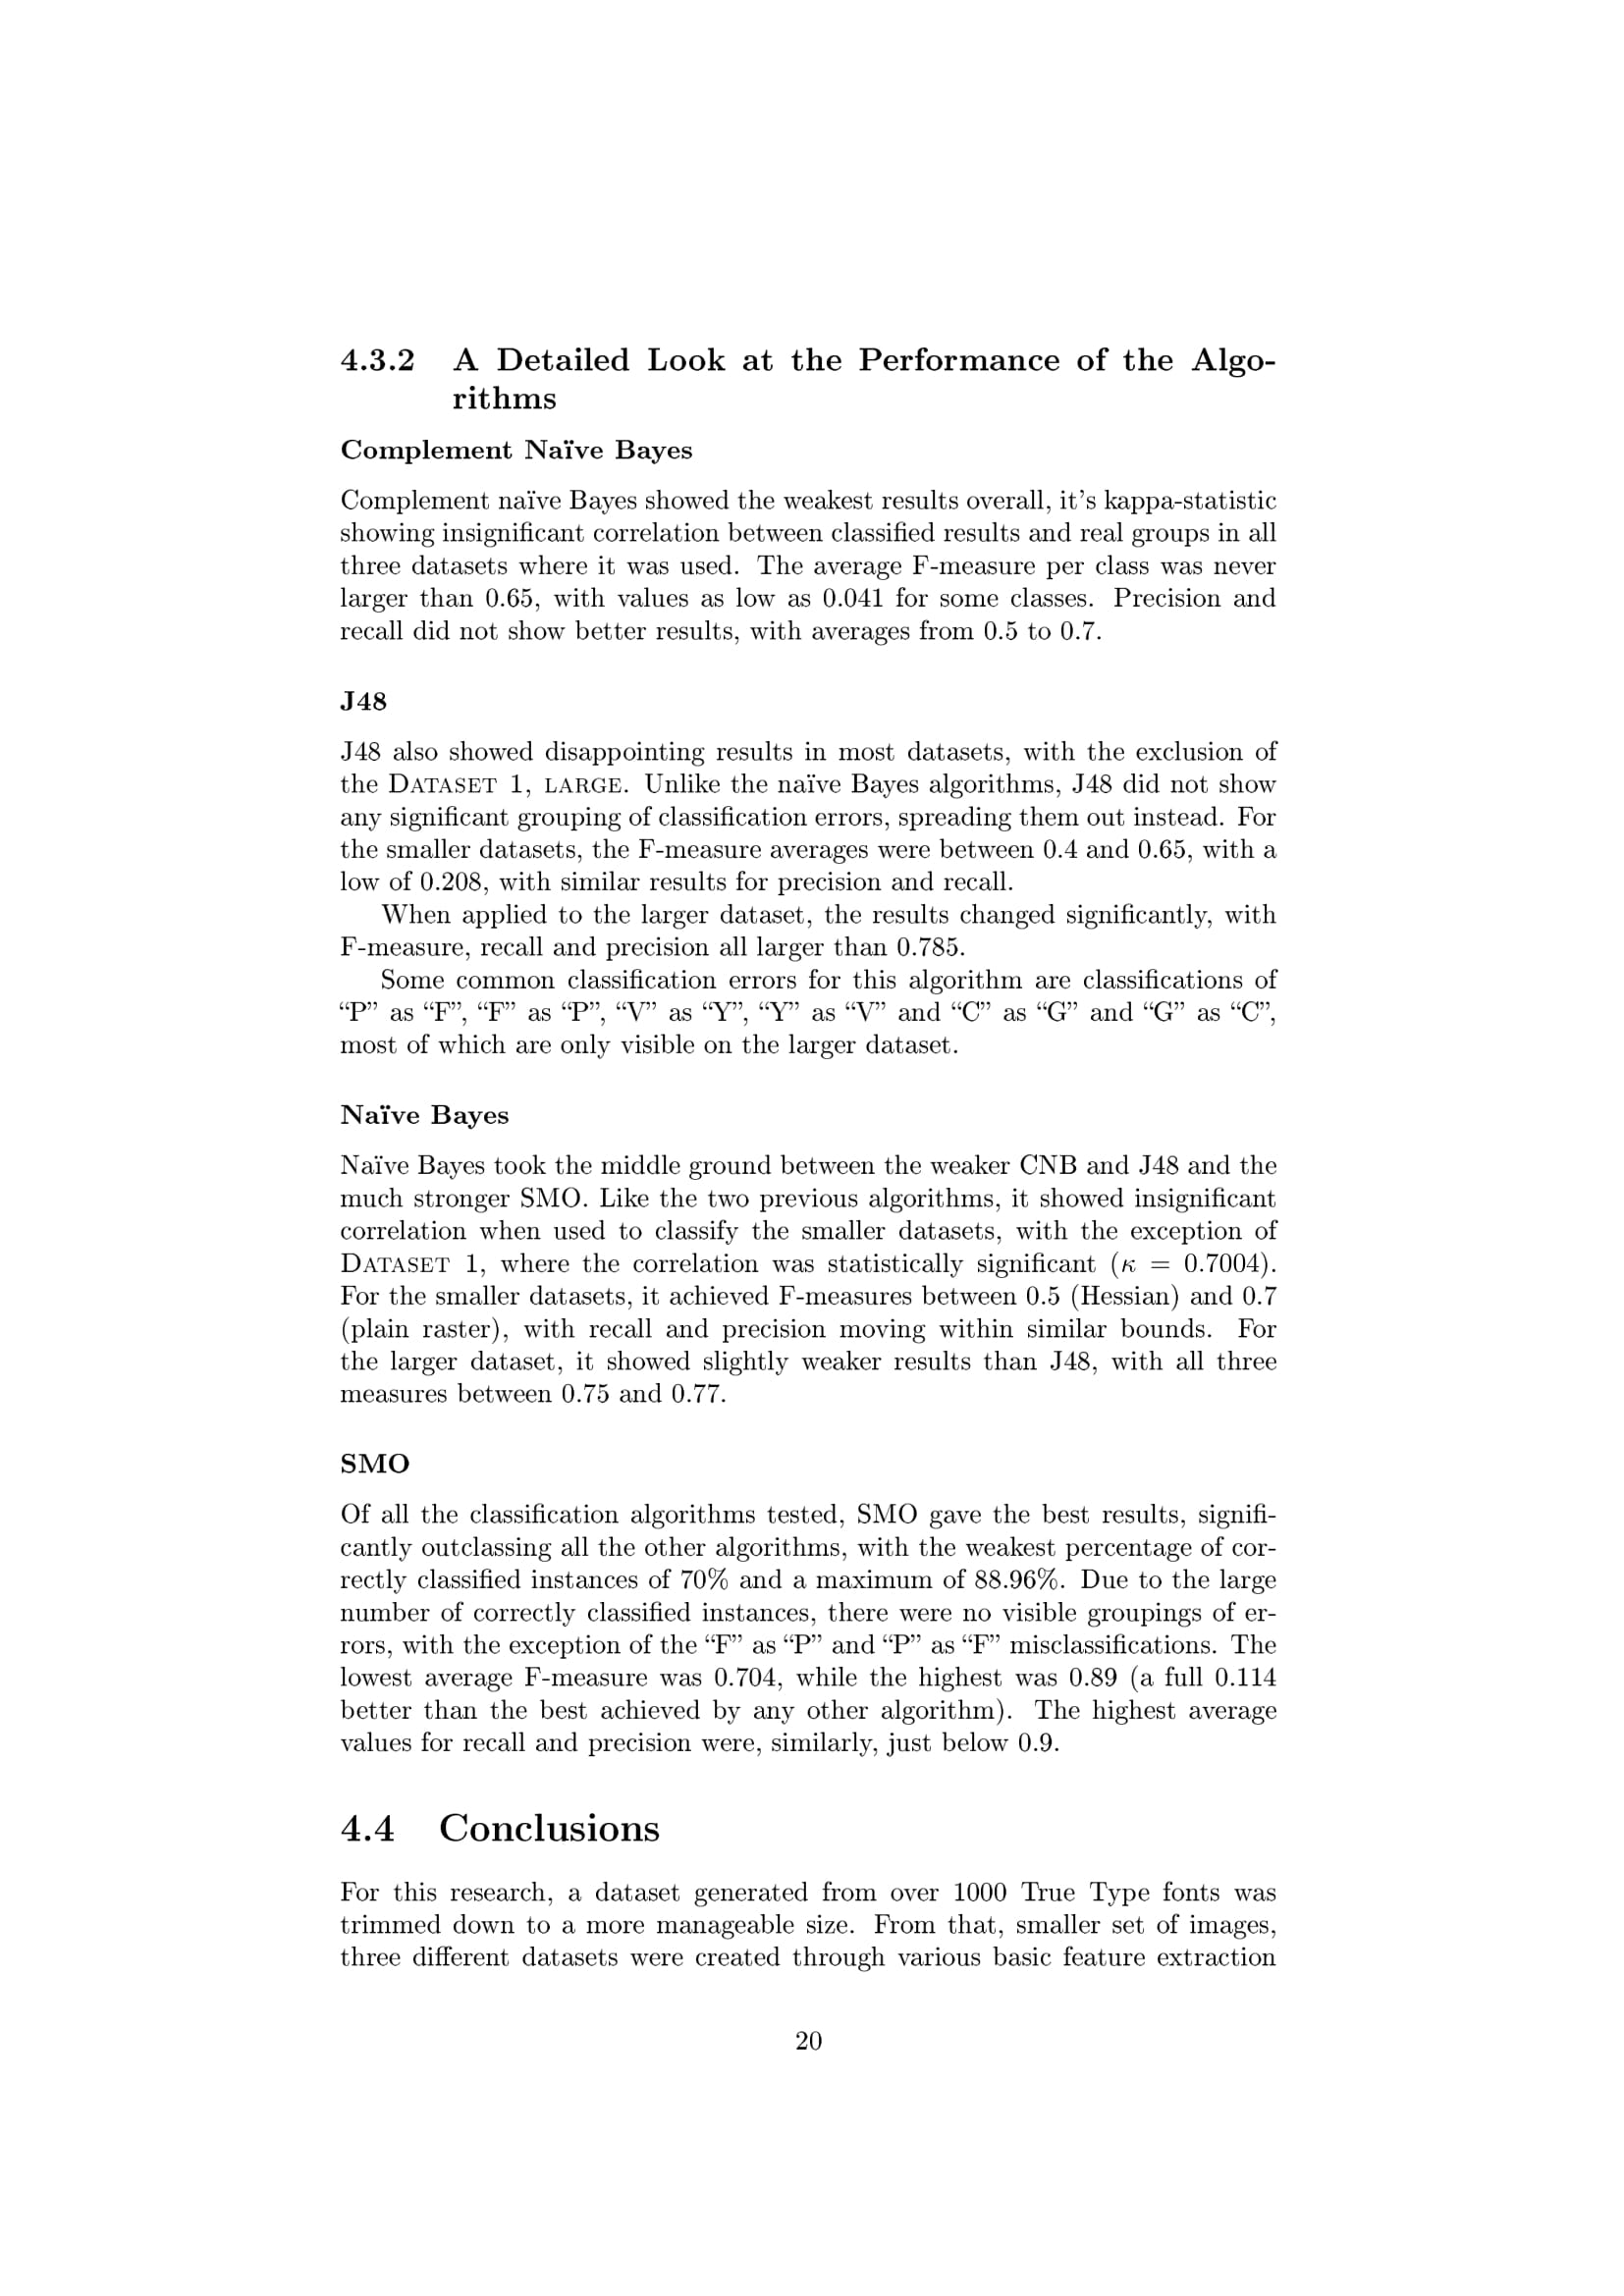 4.3.2 A Detailed Look at the Performance of the Algo-
rithms
Complement Naïve Bayes
Complement naïve Bayes showed the weakest results overall, it's kappa-statistic
showing insignificant correlation between classified results and real groups in all
three datasets where it was used. The average F-measure per class was never
larger than 0.65, with values as low as 0.041 for some classes. Precision and
recall did not show better results, with averages from 0.5 to 0.7.
J48
J48 also showed disappointing results in most datasets, with the exclusion of
the DATASET 1, LARGE. Unlike the naïve Bayes algorithms, J48 did not show
any significant grouping of classification errors, spreading them out instead. For
the smaller datasets, the F-measure averages were between 0.4 and 0.65, with a
low of 0.208, with similar results for precision and recall.
When applied to the larger dataset, the results changed significantly, with
F-measure, recall and precision all larger than 0.785.
Some common classification errors for this algorithm are classifications of
“P” as “F”, “F” as “P”, “V” as “Y”, “Y” as “V” and “C” as “G” and “G” as “C”,
most of which are only visible on the larger dataset.
Naïve Bayes
Naïve Bayes took the middle ground between the weaker CNB and J48 and the
much stronger SMO. Like the two previous algorithms, it showed insignificant
correlation when used to classify the smaller datasets, with the exception of
DATASET 1, where the correlation was statistically significant (κ = 0.7004).
For the smaller datasets, it achieved F-measures between 0.5 (Hessian) and 0.7
(plain raster), with recall and precision moving within similar bounds. For
the larger dataset, it showed slightly weaker results than J48, with all three
measures between 0.75 and 0.77.
SMO
Of all the classification algorithms tested, SMO gave the best results, signifi-
cantly outclassing all the other algorithms, with the weakest percentage of cor-
rectly classified instances of 70% and a maximum of 88.96%. Due to the large
number of correctly classified instances, there were no visible groupings of er-
rors, with the exception of the “F” as “P” and “P” as “F” misclassifications. The
lowest average F-measure was 0.704, while the highest was 0.89 (a full 0.114
better than the best achieved by any other algorithm). The highest average
values for recall and precision were, similarly, just below 0.9.
4.4 Conclusions
For this research, a dataset generated from over 1000 True Type fonts was
trimmed down to a more manageable size. From that, smaller set of images,
three different datasets were created through various basic feature extraction
20